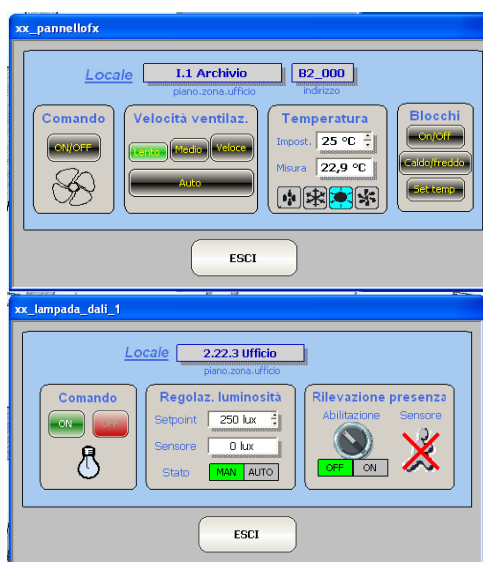 xx_pannellofx
Locale I.1 Archivio B2_000
piano.zona.ufficio indirizzo
Comando
ON/OFF
Velocità ventilaz.
Lento Medio Veloce
Auto
Temperatura
Impost. 25 °C
Misura 22,9 °C
Blocchi
On/Off
Caldo/freddo
Set temp
ESCI
xx_lampada_dali_1
Locale 2.22.3 Ufficio
piano.zona.ufficio
Comando
ON OFF
Regolaz. luminosità
Setpoint 250 lux
Sensore 0 lux
Stato MAN AUTO
Rilevazione presenza
Abilitazione Sensore
OFF ON
ESCI